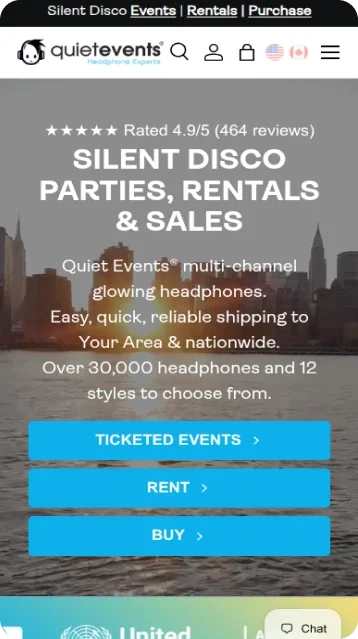 Silent Disco Events | Rentals | Purchase
quietevents®
Headphone Experts
★★★★★ Rated 4.9/5 (464 reviews)
SILENT DISCO
PARTIES, RENTALS
& SALES
Quiet Events® multi-channel
glowing headphones.
Easy, quick, reliable shipping to
Your Area & nationwide.
Over 30,000 headphones and 12
styles to choose from.
TICKETED EVENTS >
RENT >
BUY >
United
Chat